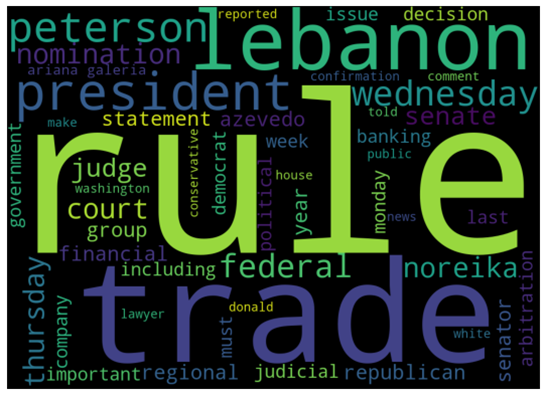 reported
issue
decision
peterson
lebanon
nomination
ariana galeria
confirmation
comment
president
wednesday
make
statement
azevedo
told
senate
government
rule
week
banking
public
judge
conservative
democrat
political
house
year
monday
news
last
washington
court
group
financial
including
federal
noreika
arbitration
thursday
company
trade
lawyer
donald
must
white
senator
important
regional
judicial
republican